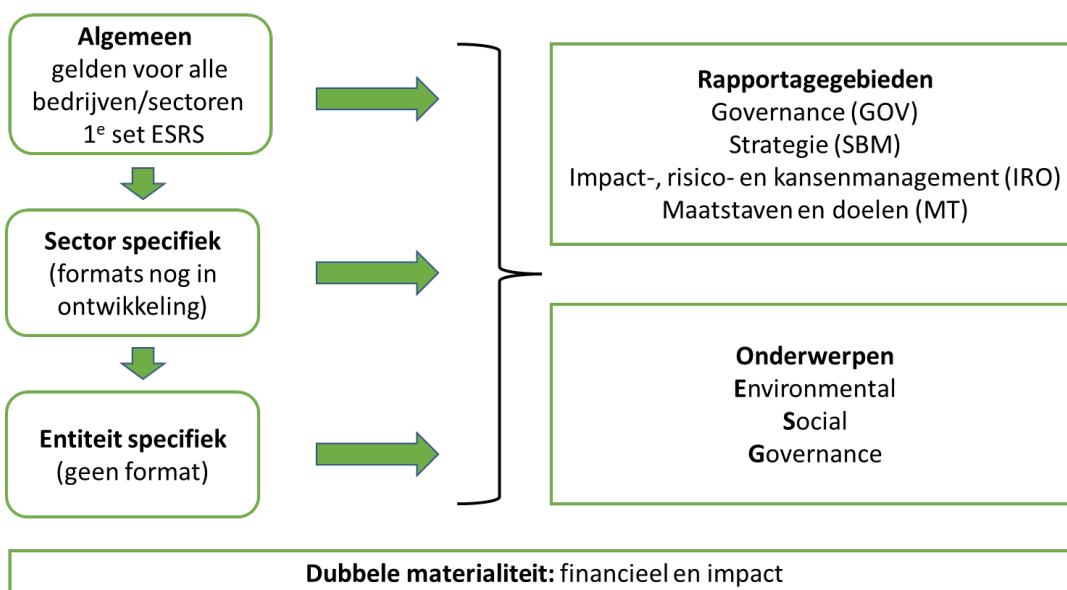 Algemeen
gelden voor alle
bedrijven/sectoren
1e set ESRS
Sector specifiek
(formats nog in
ontwikkeling)
Entiteit specifiek
(geen format)
Rapportagegebieden
Governance (GOV)
Strategie (SBM)
Impact-, risico- en kansenmanagement (IRO)
Maatstaven en doelen (MT)
Onderwerpen
Environmental
Social
Governance
Dubbele materialiteit: financieel en impact